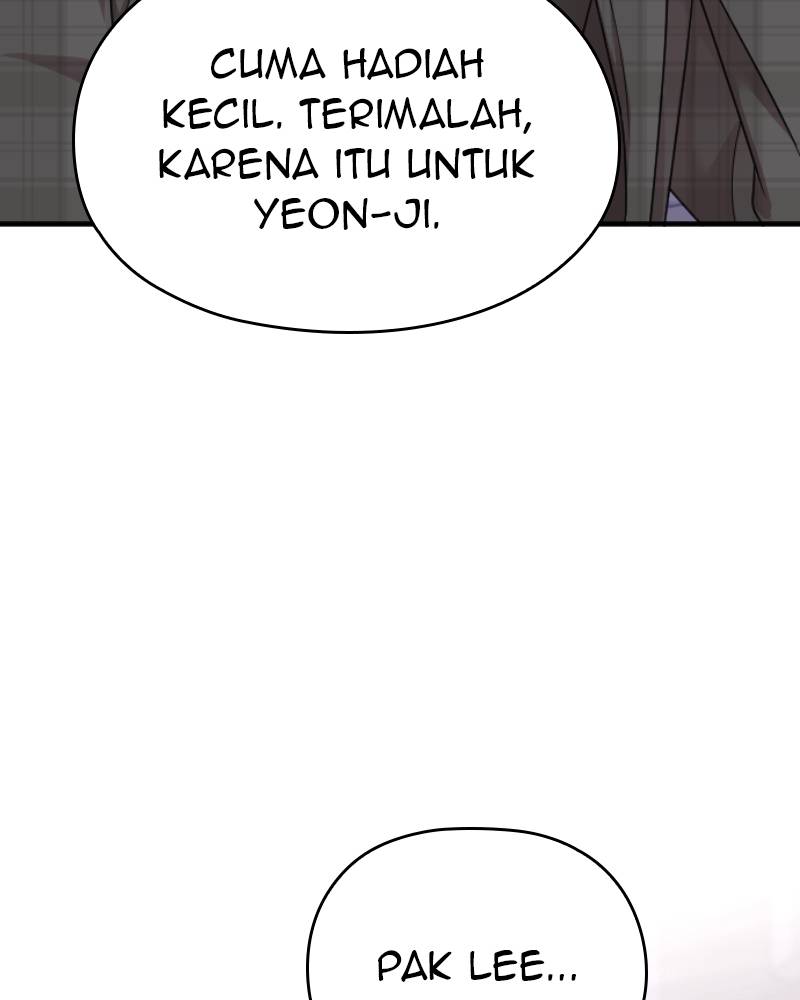 CUMA HADIAH
KECIL. TERIMALAH,
KARENA ITU UNTUK
YEON-JI.
PAK LEE...